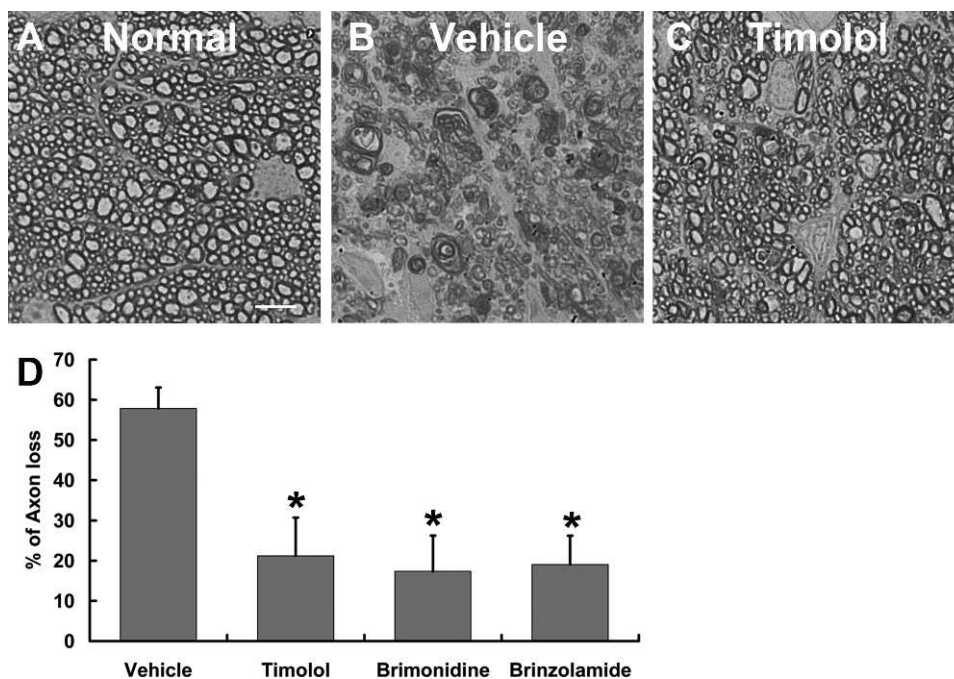 A Normal
B Vehicle
C Timolol
D
70
60
50
40
30
20
10
0
% of Axon loss
*
*
*
Vehicle Timolol Brimonidine Brinzolamide